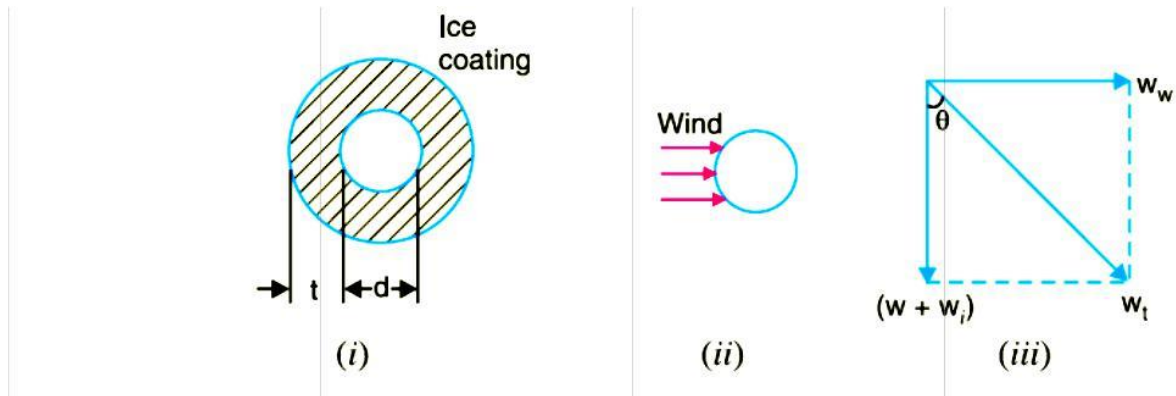 Ice
coating
t
d
(i)
Wind
(ii)
θ
w_w
(w + w_i)
w_t
(iii)